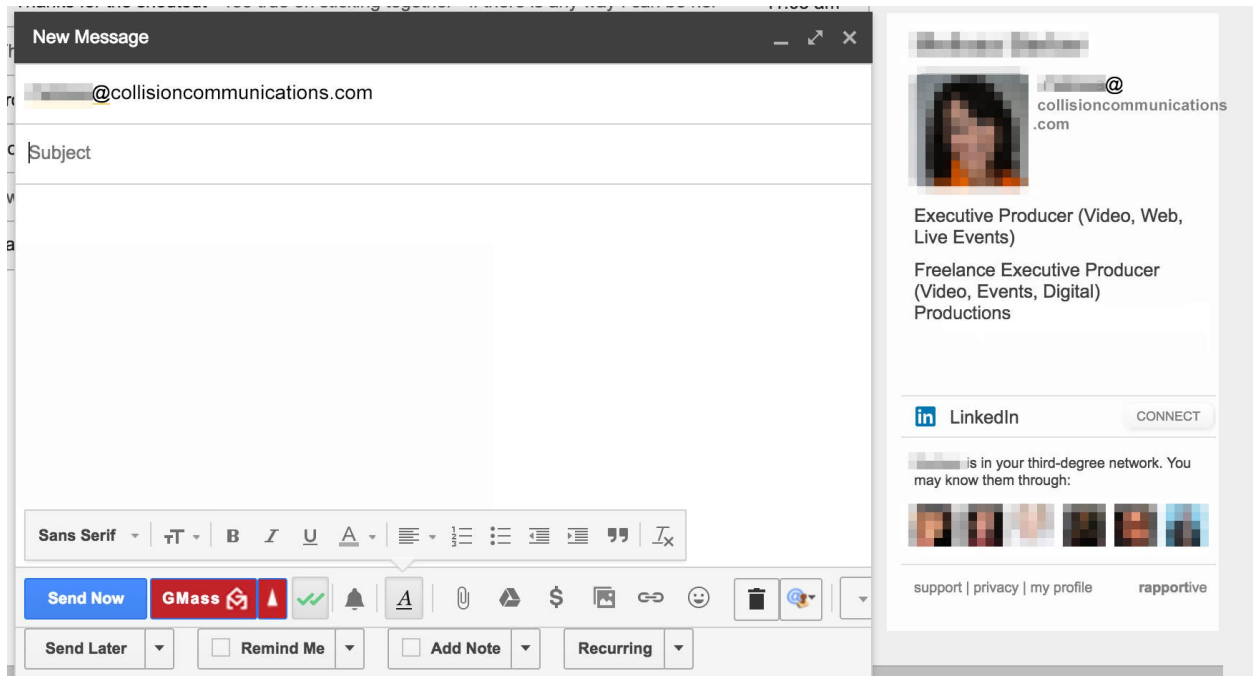 New Message
@collisioncommunications.com
Subject
Sans Serif
Send Now
GMass
Send Later
Remind Me
Add Note
Recurring
@
collisioncommunications
.com
Executive Producer (Video, Web,
Live Events)
Freelance Executive Producer
(Video, Events, Digital)
Productions
in LinkedIn CONNECT
is in your third-degree network. You
may know them through:
support | privacy | my profile rapportive